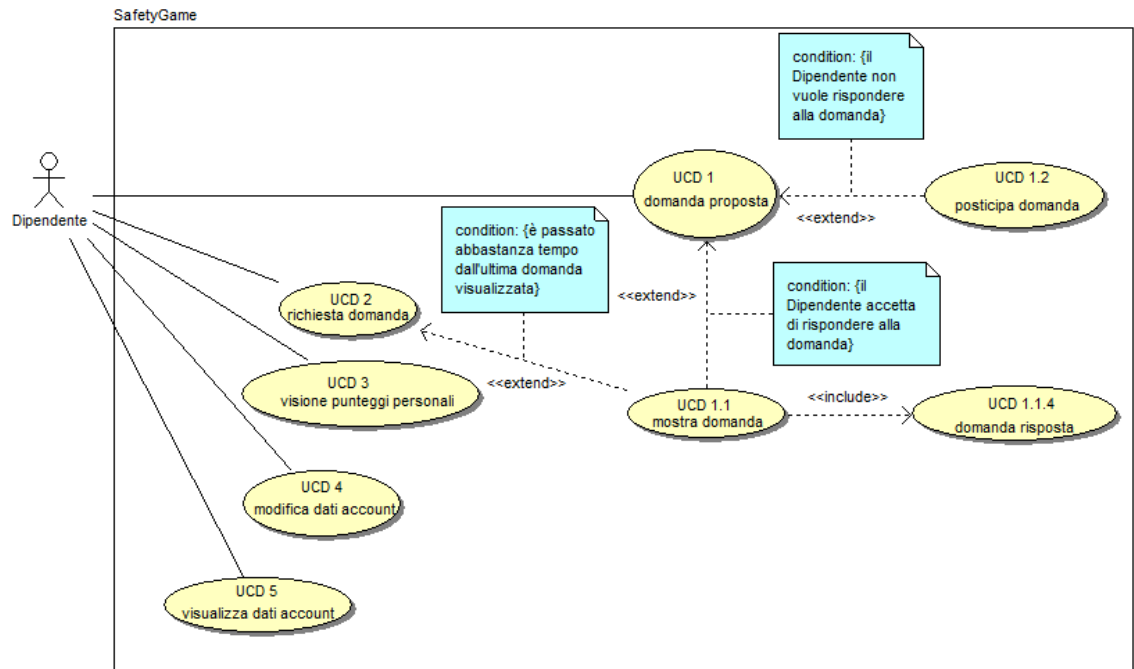 SafetyGame
condition: {il
Dipendente non
vuole rispondere
alla domanda}
UCD 1
domanda proposta
UCD 1.2
posticipa domanda
<<extend>>
Dipendente
condition: {è passato
abbastanza tempo
dall'ultima domanda
visualizzata}
<<extend>>
condition: {il
Dipendente accetta
di rispondere alla
domanda}
UCD 2
richiesta domanda
UCD 3
visione punteggi personali
<<extend>>
UCD 1.1
mostra domanda
<<include>>
UCD 1.1.4
domanda risposta
UCD 4
modifica dati account
UCD 5
visualizza dati account